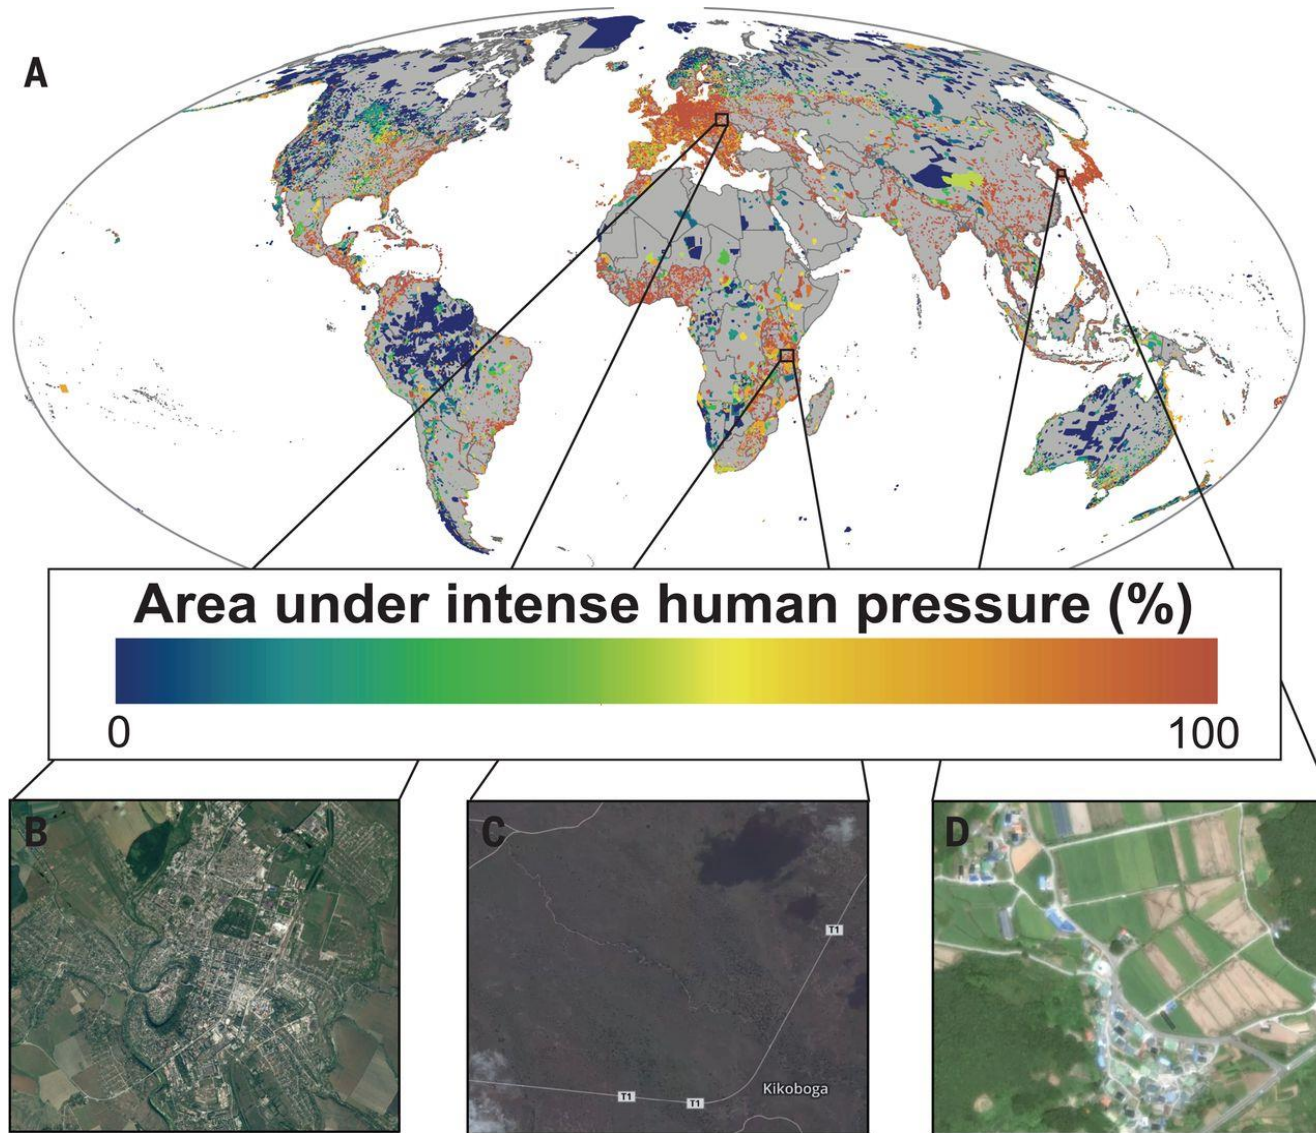 A
Area under intense human pressure (%)
0
100
B
C
D
T1
T1
T1
Kikoboga